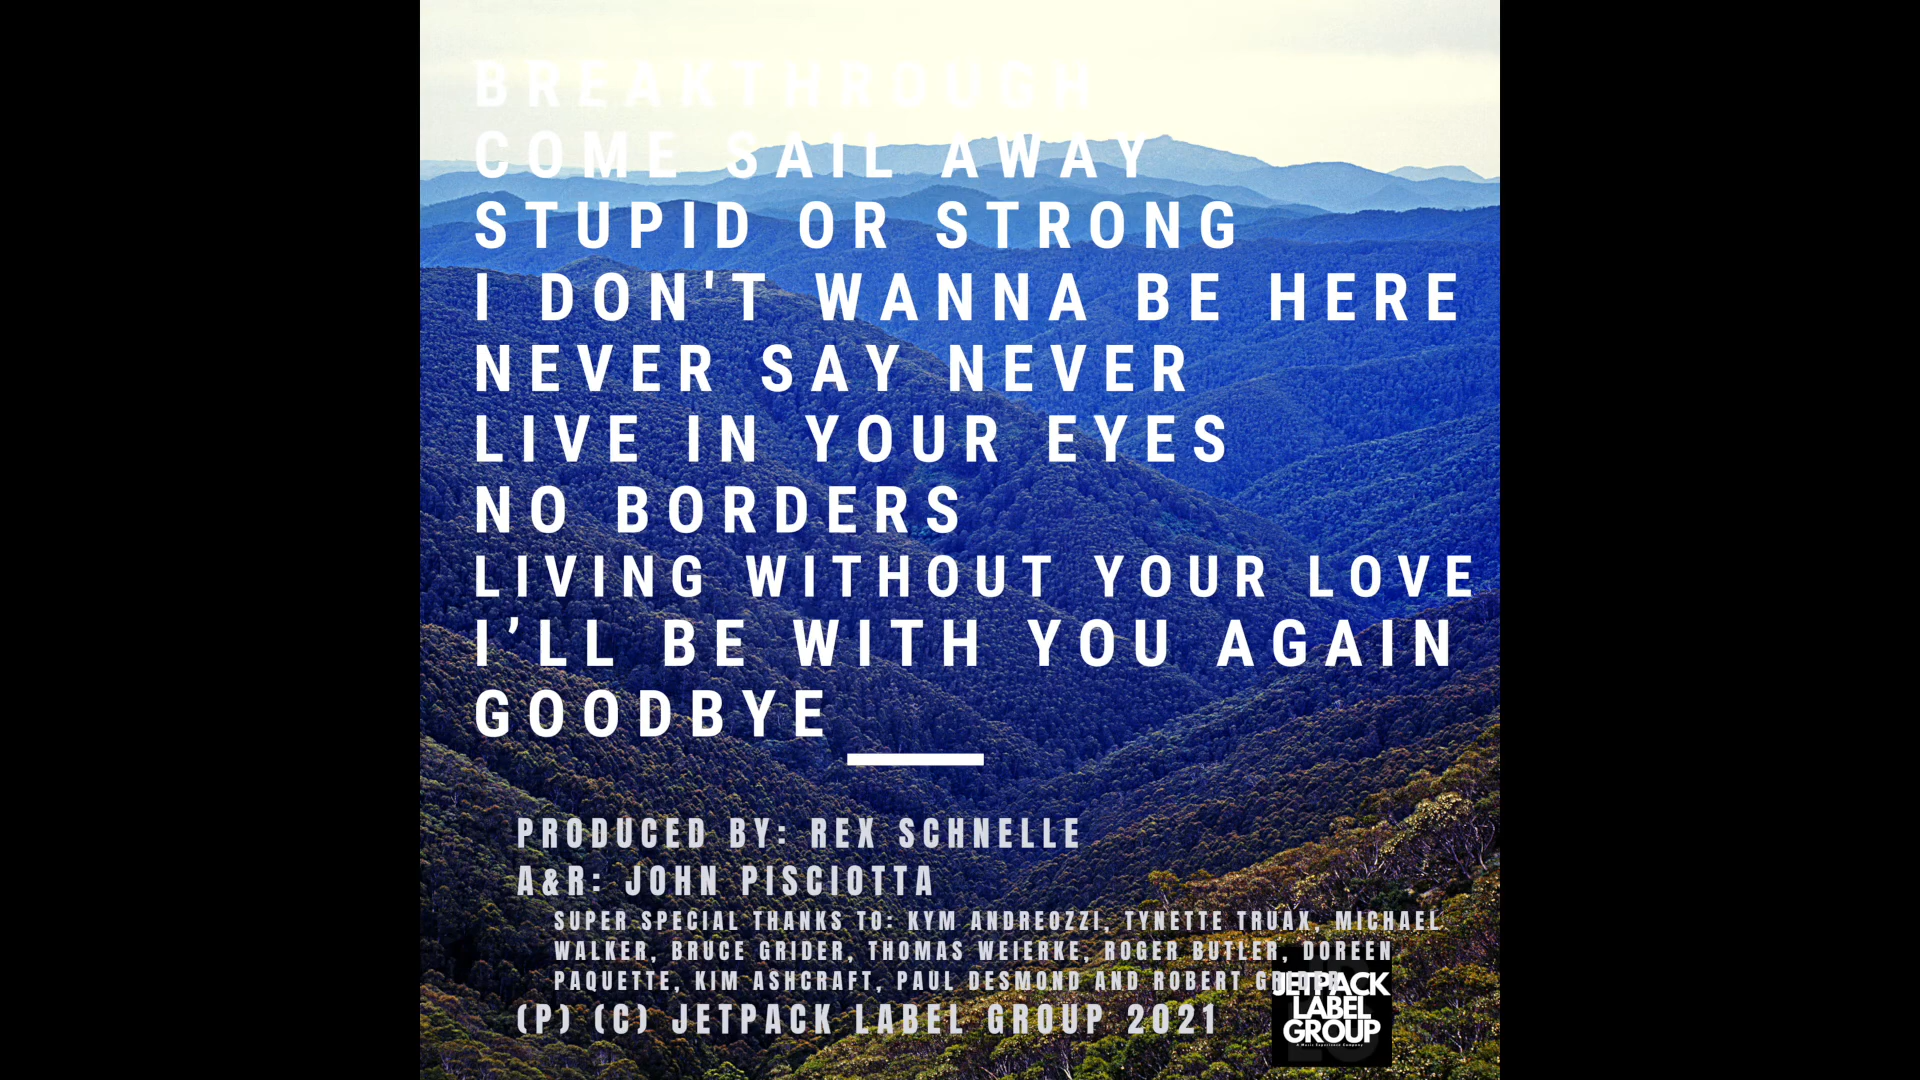 BREAKTHROUGH
COME SAIL AWAY
STUPID OR STRONG
I DON'T WANNA BE HERE
NEVER SAY NEVER
LIVE IN YOUR EYES
NO BORDERS
LIVING WITHOUT YOUR LOVE
I’LL BE WITH YOU AGAIN
GOODBYE
PRODUCED BY: REX SCHNELLE
A&R: JOHN PISCIOTTA
SUPER SPECIAL THANKS TO: KYM ANDREOZZI, TYNETTE TRUAX, MICHAEL
WALKER, BRUCE GRIDER, THOMAS WEIERKE, ROGER BUTLER, DOREEN
PAQUETTE, KIM ASHCRAFT, PAUL DESMOND AND ROBERT
(P) (C) JETPACK LABEL GROUP 2021
JETPACK
LABEL
GROUP
A Music Experience Company